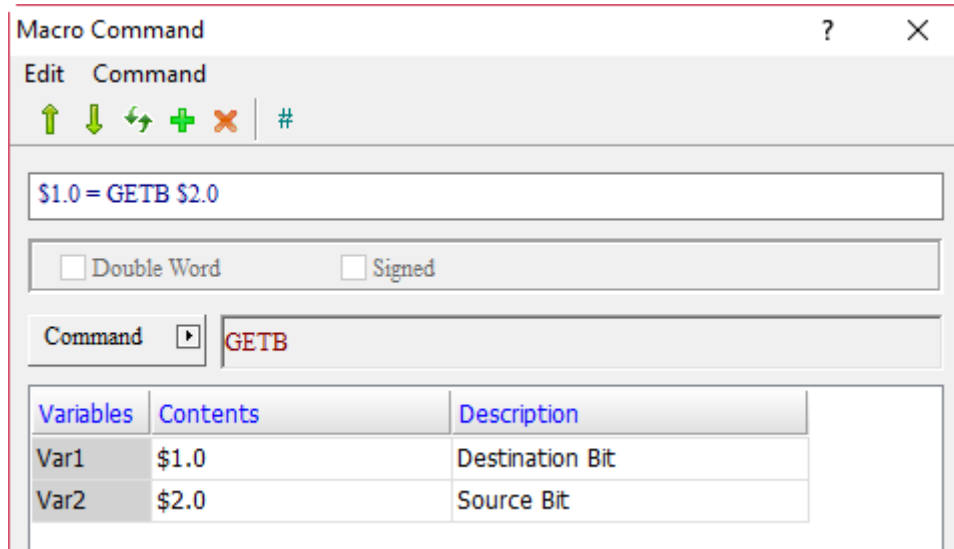 Macro Command ?
Edit Command
#
$1.0 = GETB $2.0
Double Word Signed
Command GETB
Variables Contents Description
Var1 $1.0 Destination Bit
Var2 $2.0 Source Bit